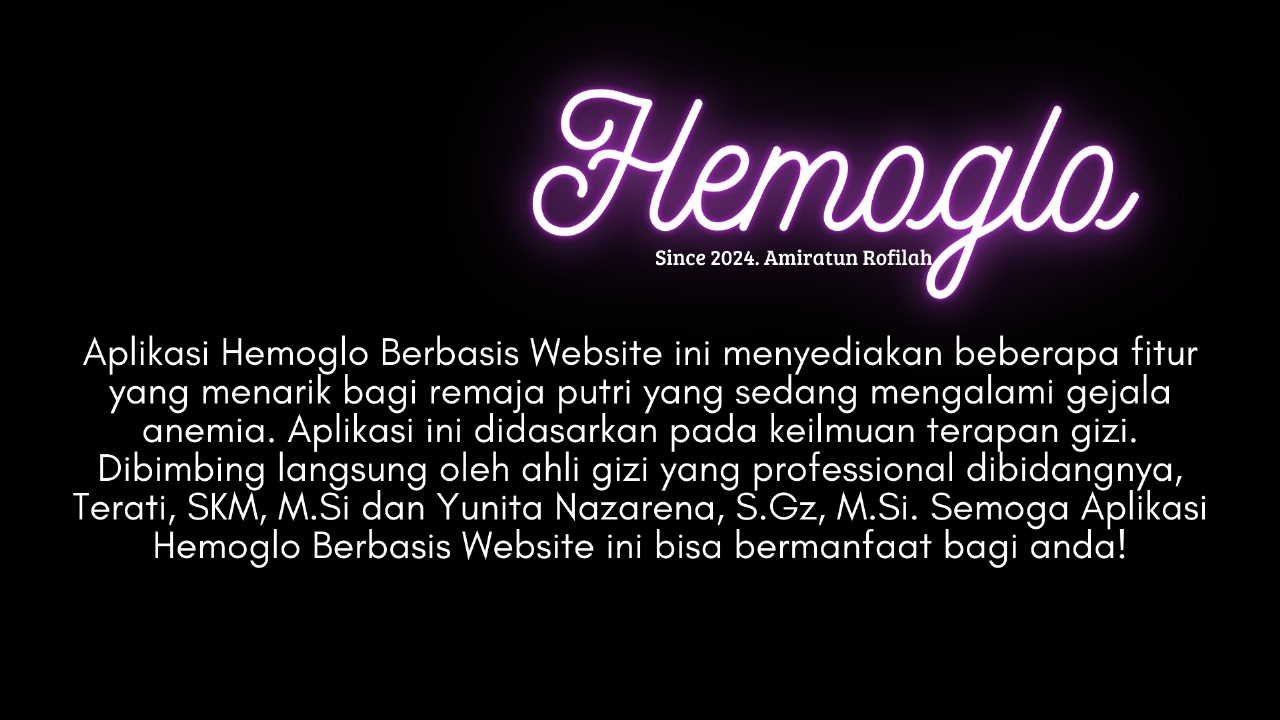 Hemoglo
Since 2024. Amiratun Rofilah
Aplikasi Hemoglo Berbasis Website ini menyediakan beberapa fitur
yang menarik bagi remaja putri yang sedang mengalami gejala
anemia. Aplikasi ini didasarkan pada keilmuan terapan gizi.
Dibimbing langsung oleh ahli gizi yang professional dibidangnya,
Terati, SKM, M.Si dan Yunita Nazarena, S.Gz, M.Si. Semoga Aplikasi
Hemoglo Berbasis Website ini bisa bermanfaat bagi anda!